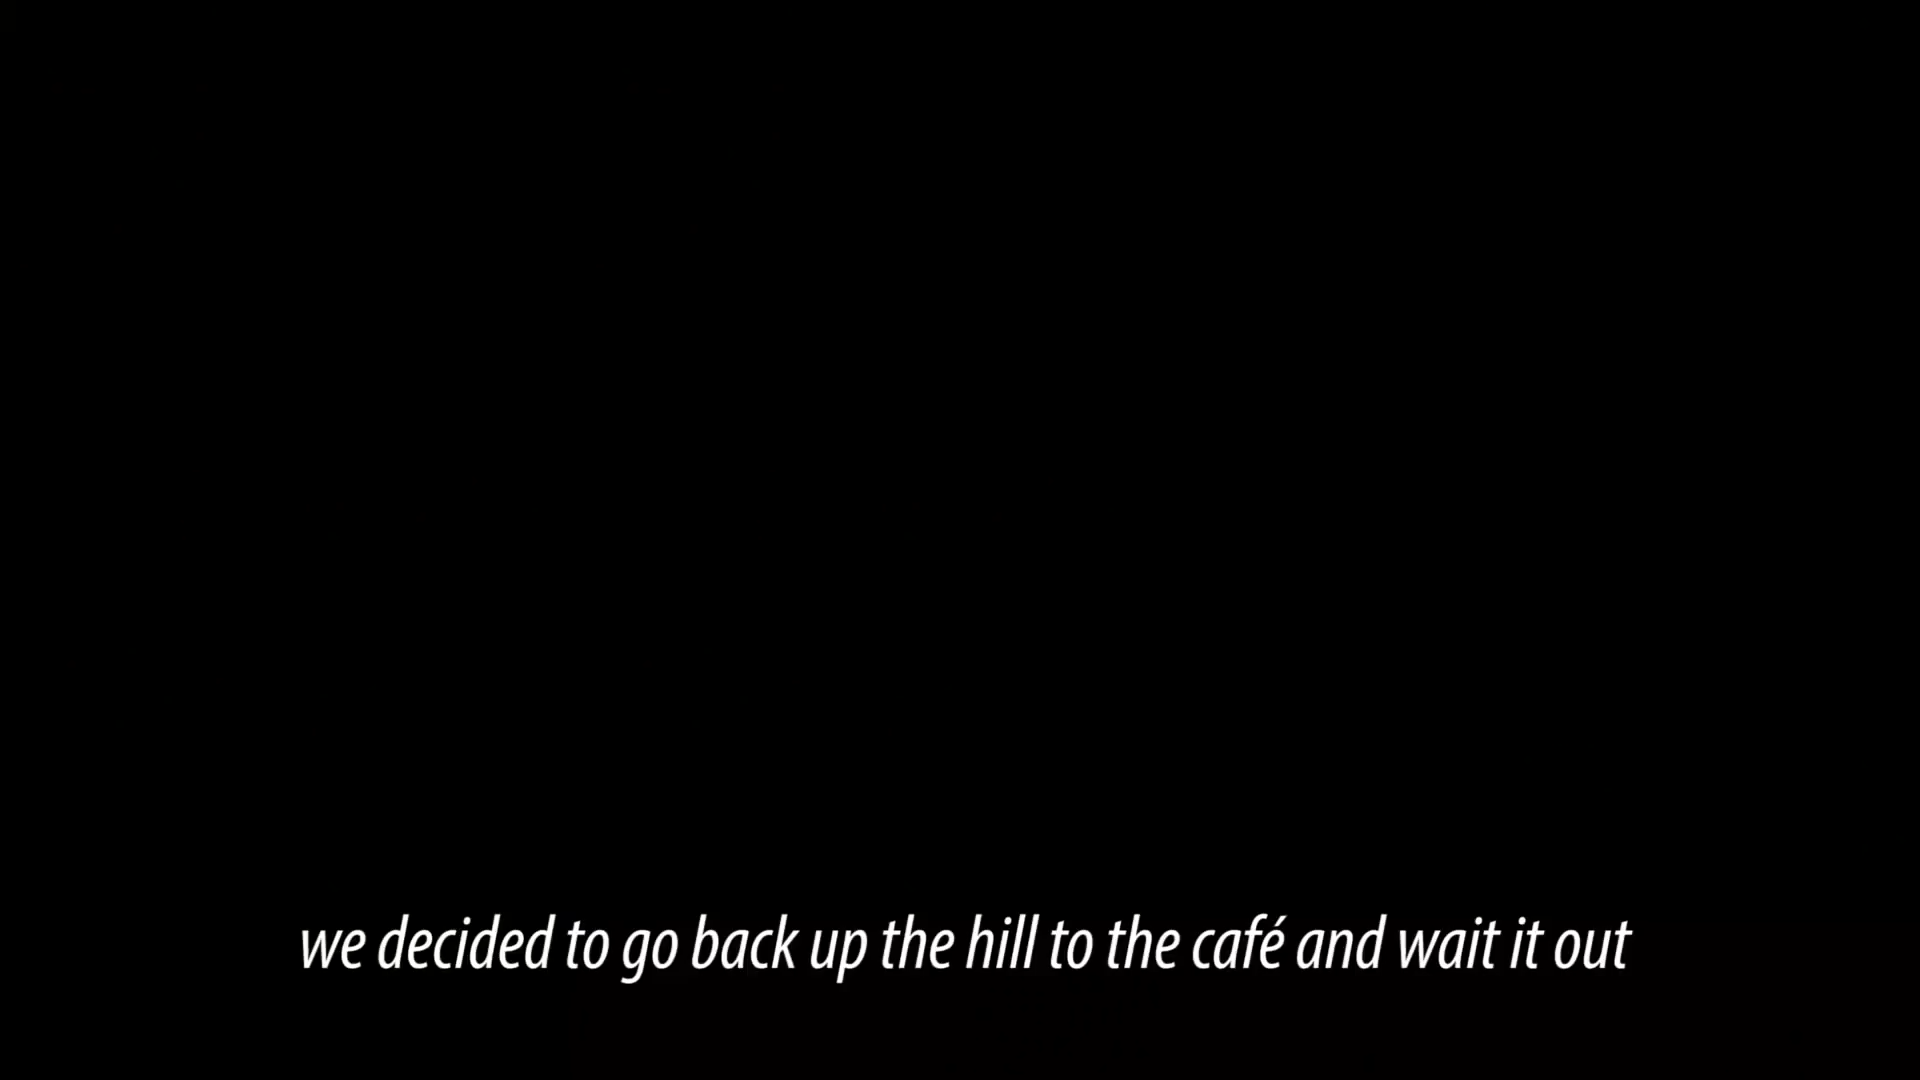 we decided to go back up the hill to the café and wait it out